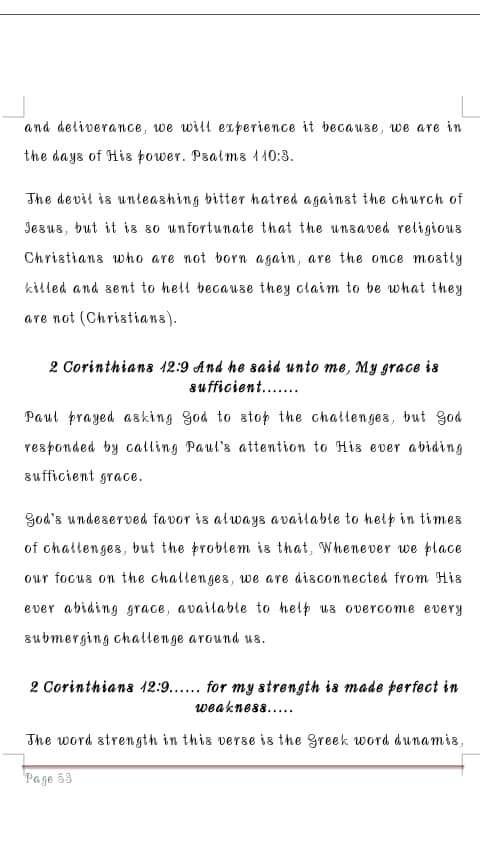 and deliverance, we will experience it because, we are in
the days of His power. Psalms 110:3.
The devil is unleashing bitter hatred against the church of
Jesus, but it is so unfortunate that the unsaved religious
Christians who are not born again, are the once mostly
killed and sent to hell because they claim to be what they
are not (Christians).
2 Corinthians 12:9 And he said unto me, My grace is
sufficient.......
Paul prayed asking God to stop the challenges, but God
responded by calling Paul's attention to His ever abiding
sufficient grace.
God's undeserved favor is always available to help in times
of challenges, but the problem is that, Whenever we place
our focus on the challenges, we are disconnected from His
ever abiding grace, available to help us overcome every
submerging challenge around us.
2 Corinthians 12:9...... for my strength is made perfect in
weakness.....
The word strength in this verse is the Greek word dunamis,
Page 53